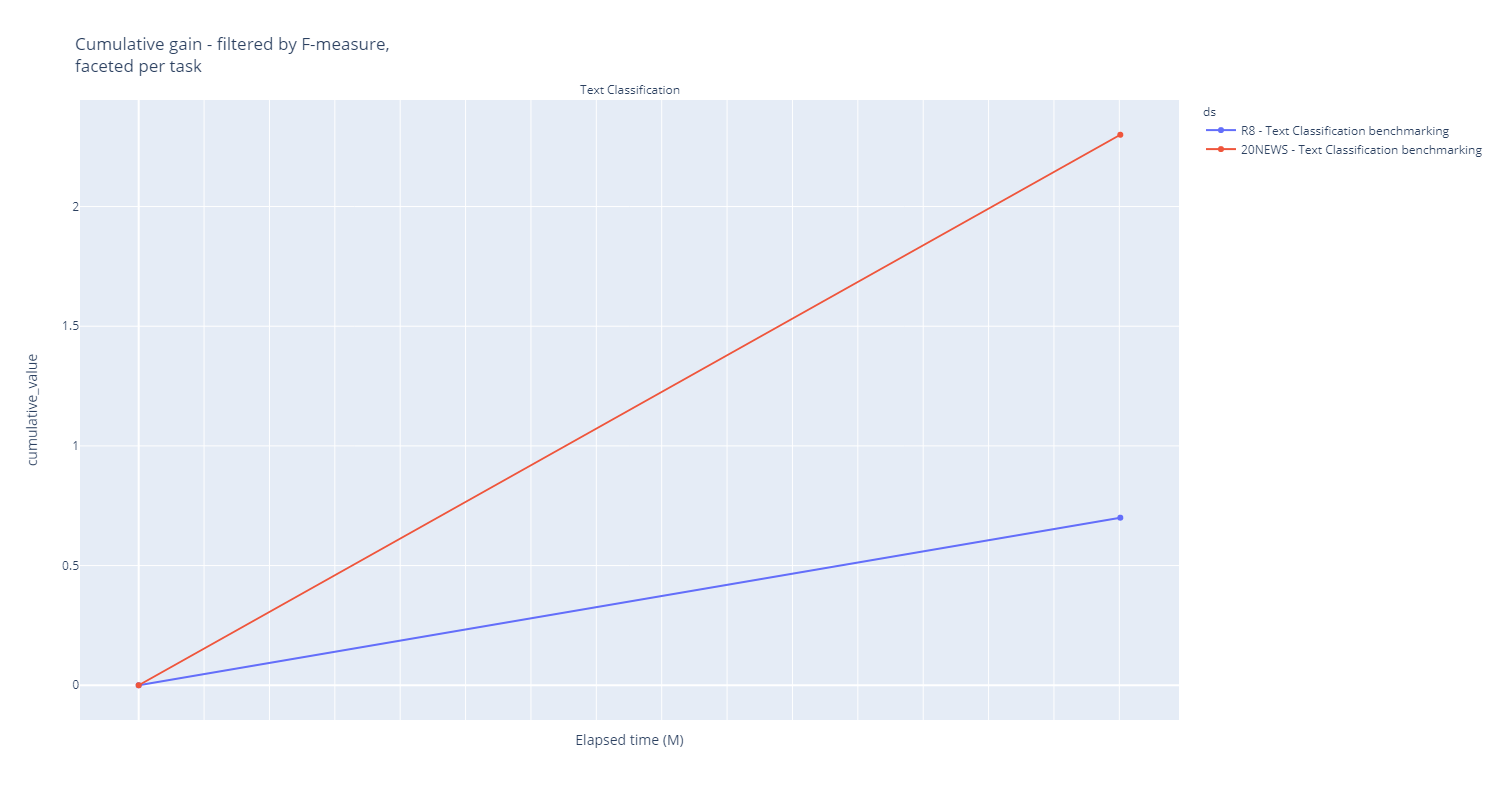 Cumulative gain - filtered by F-measure,
faceted per task
Text Classification
ds
R8 - Text Classification benchmarking
20NEWS - Text Classification benchmarking
2
1.5
1
0.5
0
cumulative_value
Elapsed time (M)